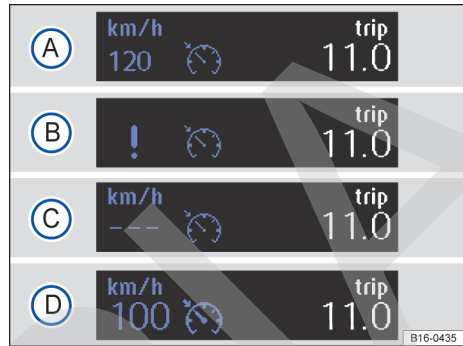 A
km/h trip
120 11.0
B
trip
! 11.0
C
km/h trip
--- 11.0
D
km/h trip
100 11.0
B16-0435